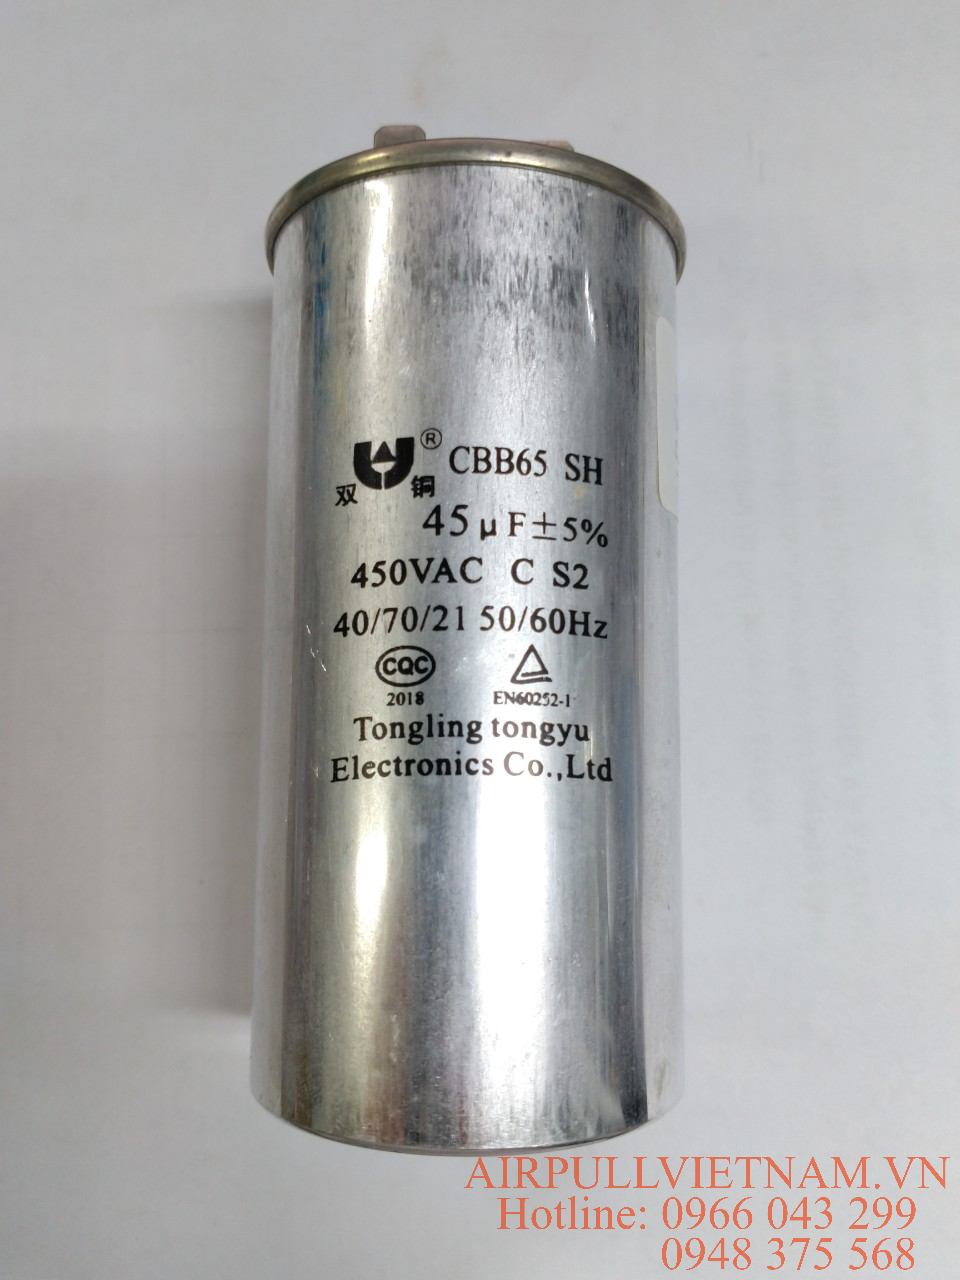 ® CBB65 SH
双 铜
45μF±5%
450VAC C S2
40/70/21 50/60Hz
CQC
2018 EN60252-1
Tongling tongyu
Electronics Co.,Ltd
AIRPULLVIETNAM.VN
Hotline: 0966 043 299
0948 375 568